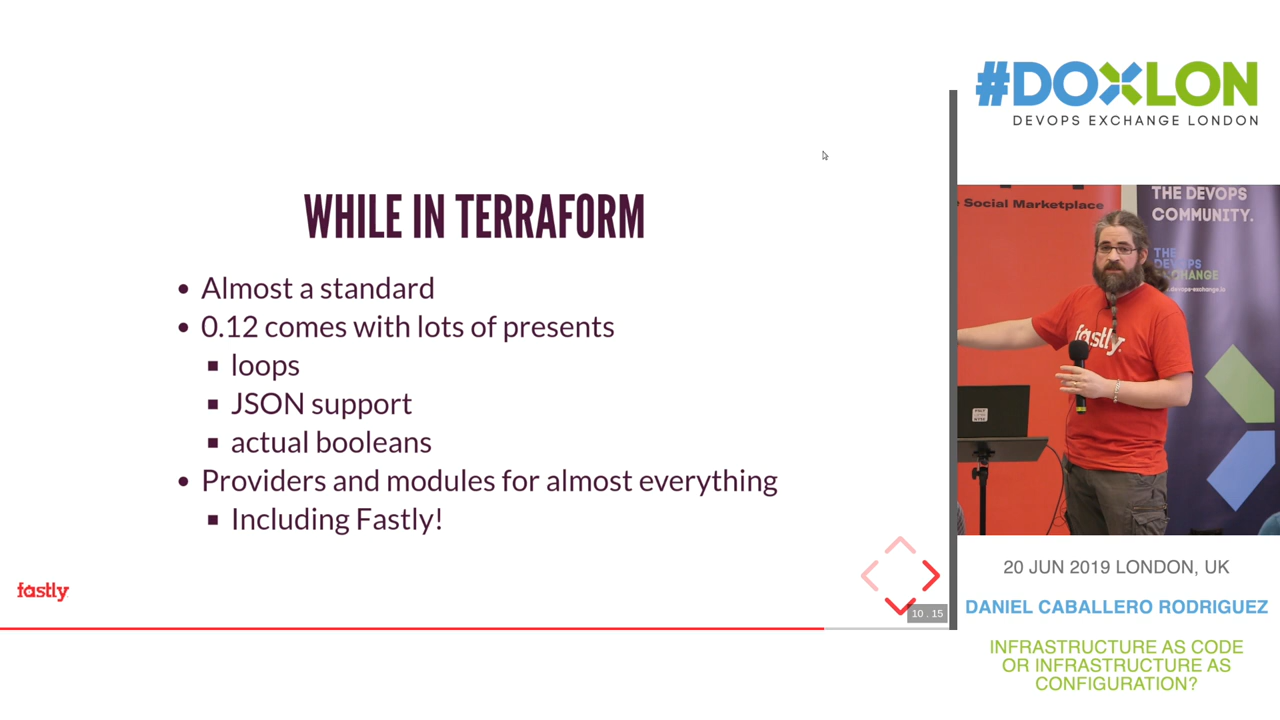 WHILE IN TERRAFORM
Almost a standard
0.12 comes with lots of presents
loops
JSON support
actual booleans
Providers and modules for almost everything
Including Fastly!
fastly
10 . 15
#DOXLON
DEVOPS EXCHANGE LONDON
Social Marketplace
THE DEVOPS
COMMUNITY.
THE
DEVOPS
EXCHANGE
fastly.
20 JUN 2019 LONDON, UK
DANIEL CABALLERO RODRIGUEZ
INFRASTRUCTURE AS CODE
OR INFRASTRUCTURE AS
CONFIGURATION?